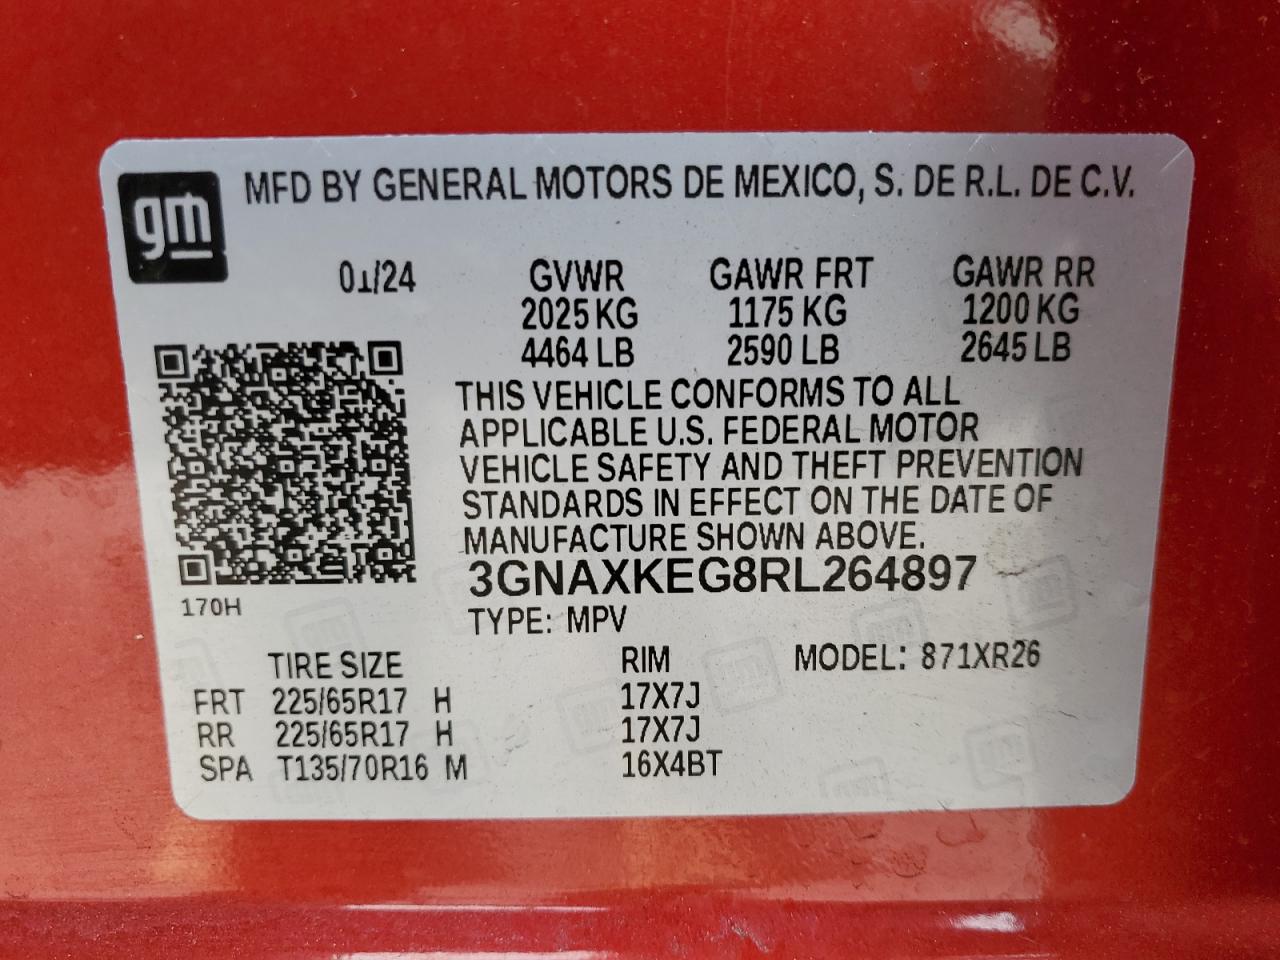 gm
MFD BY GENERAL MOTORS DE MEXICO, S. DE R.L. DE C.V.
01/24 GVWR GAWR FRT GAWR RR
2025 KG 1175 KG 1200 KG
4464 LB 2590 LB 2645 LB
THIS VEHICLE CONFORMS TO ALL
APPLICABLE U.S. FEDERAL MOTOR
VEHICLE SAFETY AND THEFT PREVENTION
STANDARDS IN EFFECT ON THE DATE OF
MANUFACTURE SHOWN ABOVE.
3GNAXKEG8RL264897
170H
TYPE: MPV
TIRE SIZE RIM MODEL: 871XR26
FRT 225/65R17 H 17X7J
RR 225/65R17 H 17X7J
SPA T135/70R16 M 16X4BT